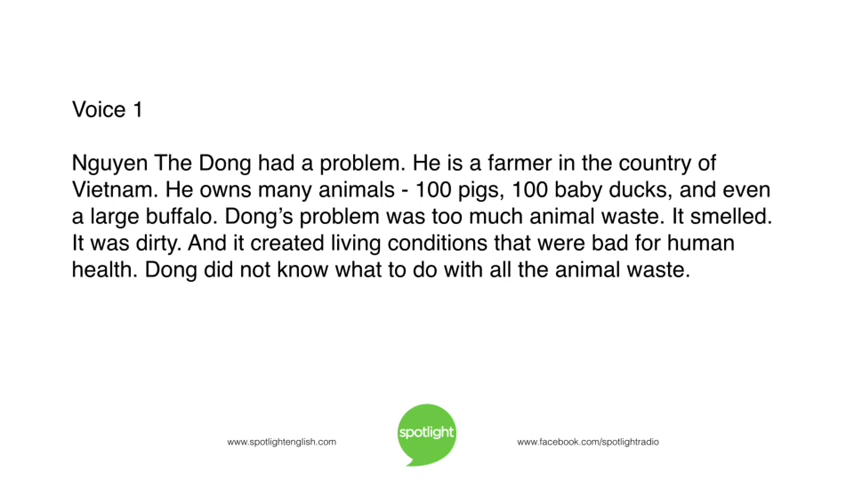 Voice 1
Nguyen The Dong had a problem. He is a farmer in the country of
Vietnam. He owns many animals - 100 pigs, 100 baby ducks, and even
a large buffalo. Dong’s problem was too much animal waste. It smelled.
It was dirty. And it created living conditions that were bad for human
health. Dong did not know what to do with all the animal waste.
www.spotlightenglish.com
spotlight
www.facebook.com/spotlightradio